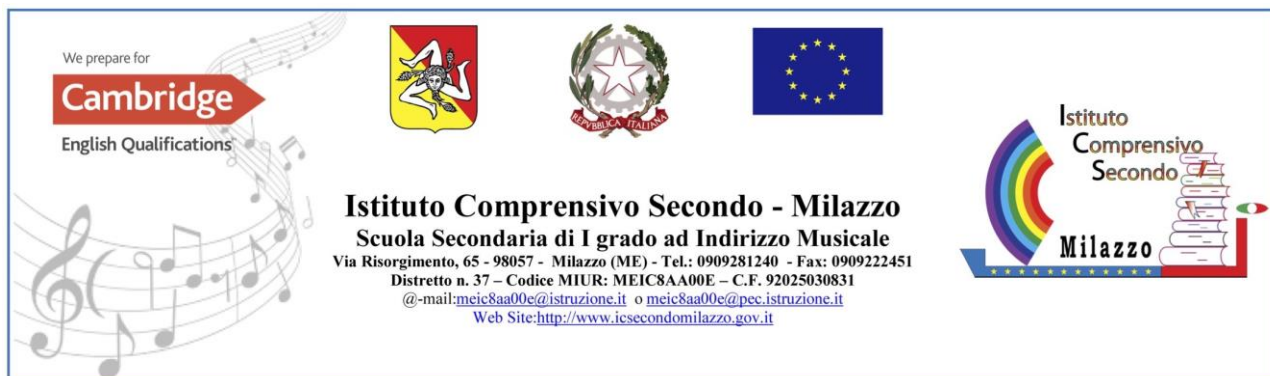 We prepare for
Cambridge
English Qualifications
REPVBBLICA ITALIANA
Istituto
Comprensivo
Secondo
Milazzo
Istituto Comprensivo Secondo - Milazzo
Scuola Secondaria di I grado ad Indirizzo Musicale
Via Risorgimento, 65 - 98057 - Milazzo (ME) - Tel.: 0909281240 - Fax: 0909222451
Distretto n. 37 – Codice MIUR: MEIC8AA00E – C.F. 92025030831
@-mail:meic8aa00e@istruzione.it o meic8aa00e@pec.istruzione.it
Web Site:http://www.icsecondomilazzo.gov.it